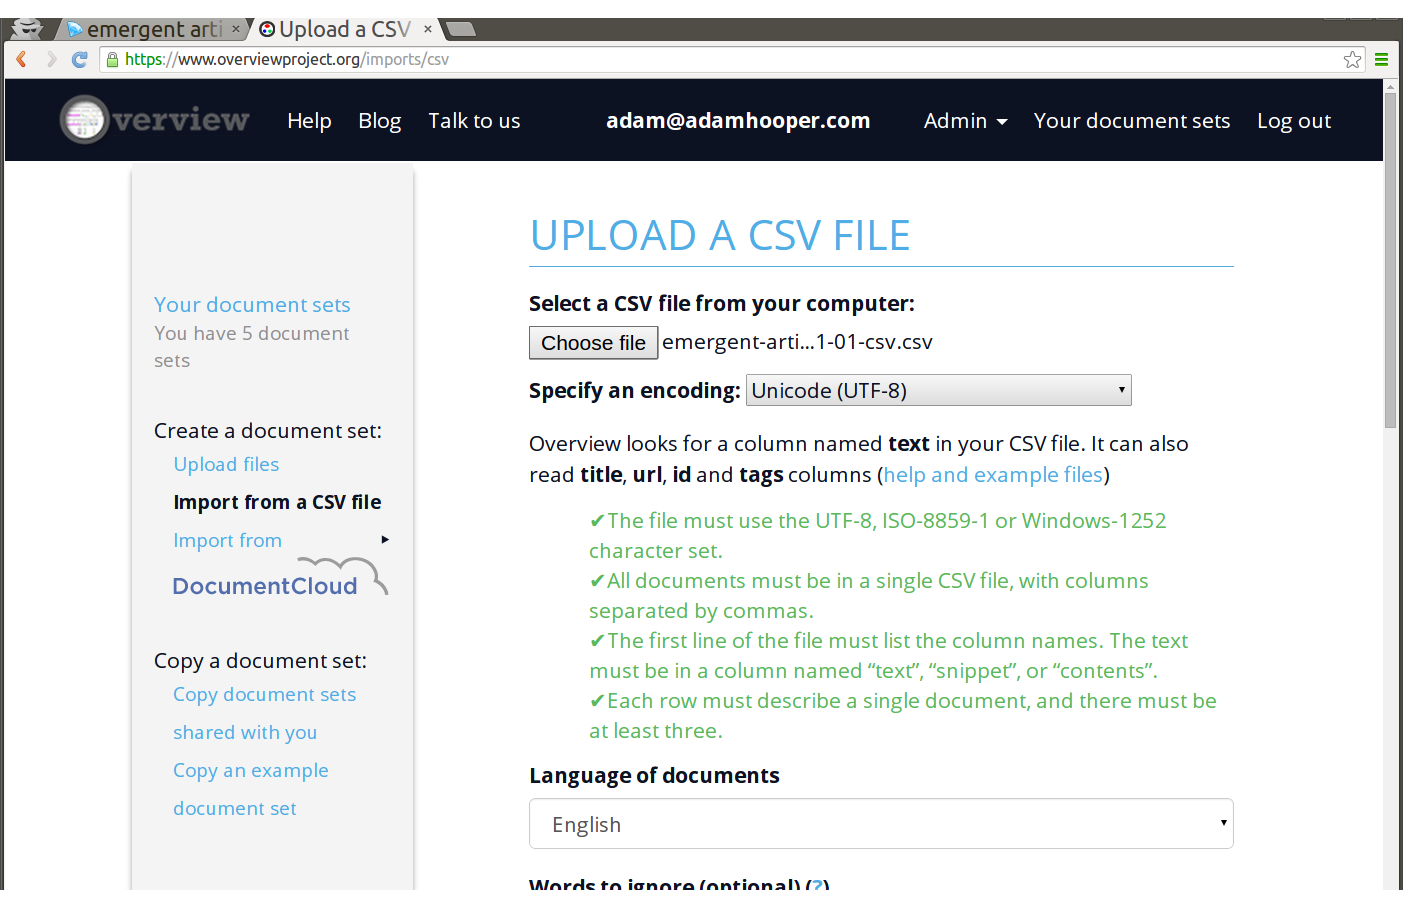 emergent arti ×
Upload a CSV ×
https://www.overviewproject.org/imports/csv
verview
Help
Blog
Talk to us
adam@adamhooper.com
Admin
Your document sets
Log out
Your document sets
You have 5 document
sets
Create a document set:
Upload files
Import from a CSV file
Import from
DocumentCloud
Copy a document set:
Copy document sets
shared with you
Copy an example
document set
UPLOAD A CSV FILE
Select a CSV file from your computer:
Choose file emergent-arti...1-01-csv.csv
Specify an encoding: Unicode (UTF-8)
Overview looks for a column named text in your CSV file. It can also
read title, url, id and tags columns (help and example files)
✔The file must use the UTF-8, ISO-8859-1 or Windows-1252
character set.
✔All documents must be in a single CSV file, with columns
separated by commas.
✔The first line of the file must list the column names. The text
must be in a column named “text”, “snippet”, or “contents”.
✔Each row must describe a single document, and there must be
at least three.
Language of documents
English
Words to ignore (optional) (?)